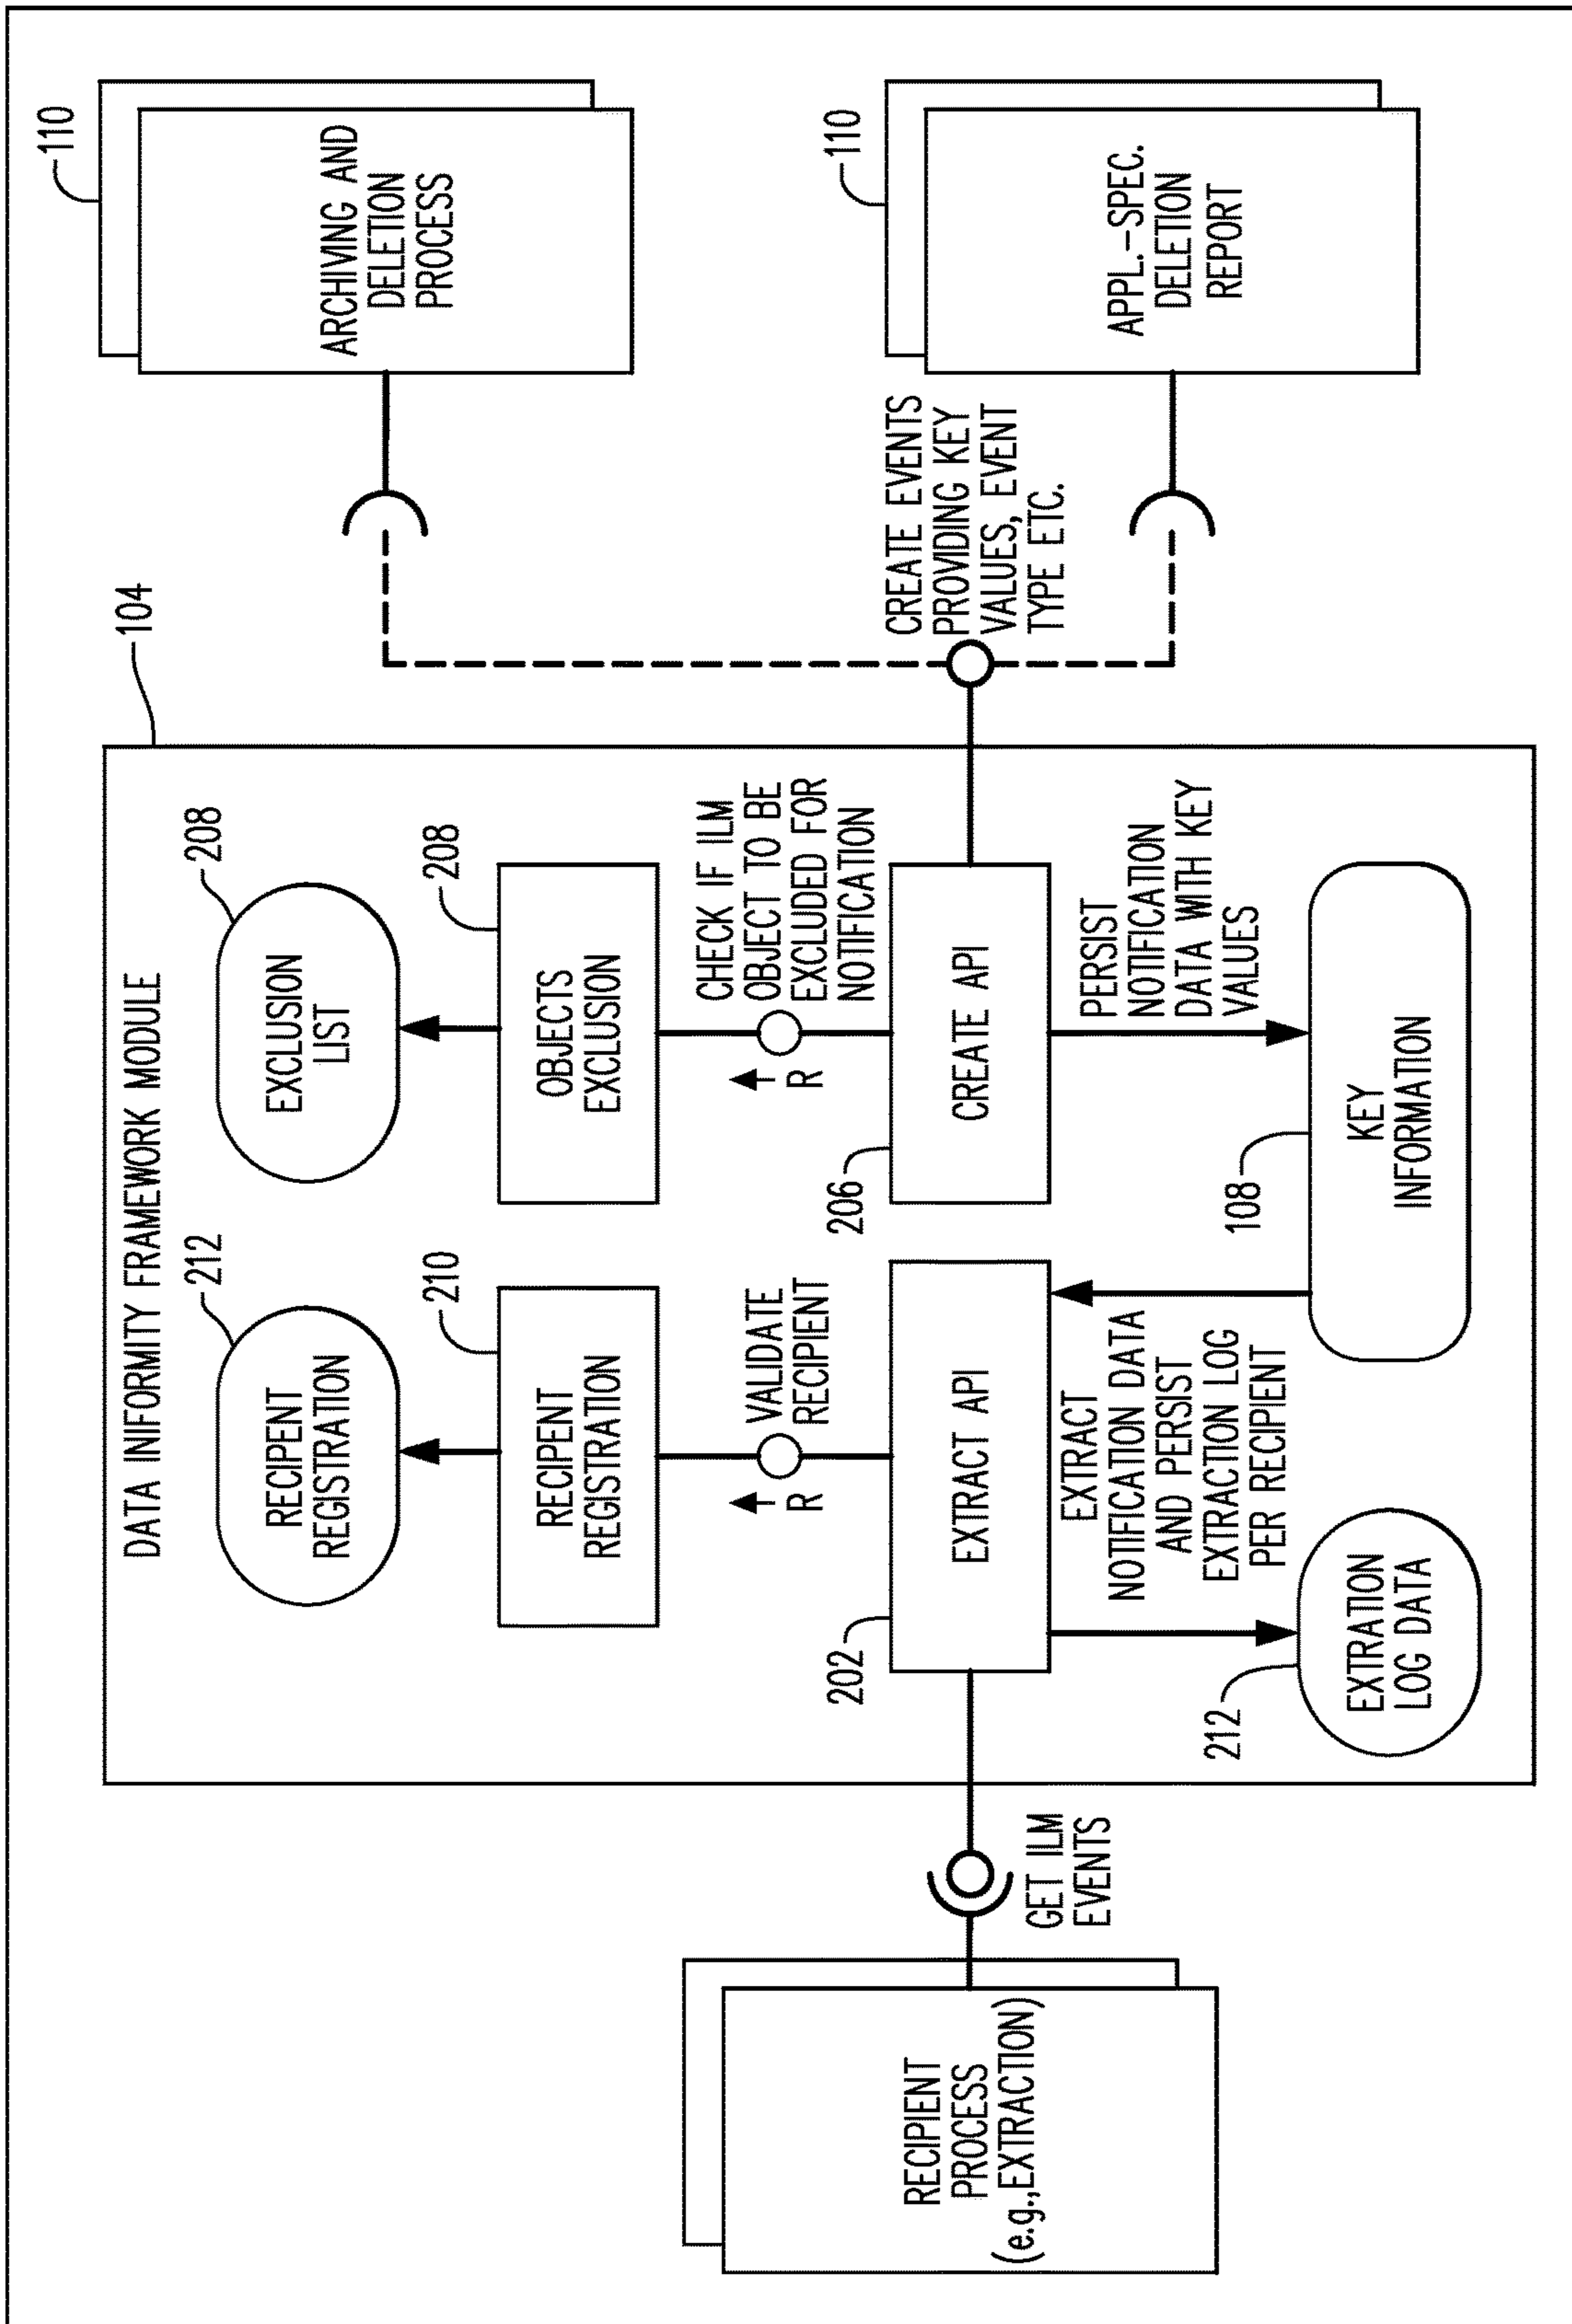 DATA INIFORMITY FRAMEWORK MODULE
104
212
RECIPENT
REGISTRATION
208
EXCLUSION
LIST
110
ARCHIVING AND
DELETION
PROCESS
210
RECIPENT
REGISTRATION
208
OBJECTS
EXCLUSION
R
VALIDATE
RECIPIENT
R
CHECK IF ILM
OBJECT TO BE
EXCLUDED FOR
NOTIFICATION
RECIPIENT
PROCESS
(e.g.,EXTRACTION)
GET ILM
EVENTS
202
EXTRACT API
206
CREATE API
CREATE EVENTS
PROVIDING KEY
VALUES, EVENT
TYPE ETC.
110
APPL.-SPEC.
DELETION
REPORT
EXTRACT
NOTIFICATION DATA
AND PERSIST
EXTRACTION LOG
PER RECIPIENT
PERSIST
NOTIFICATION
DATA WITH KEY
VALUES
212
EXTRATION
LOG DATA
108
KEY
INFORMATION